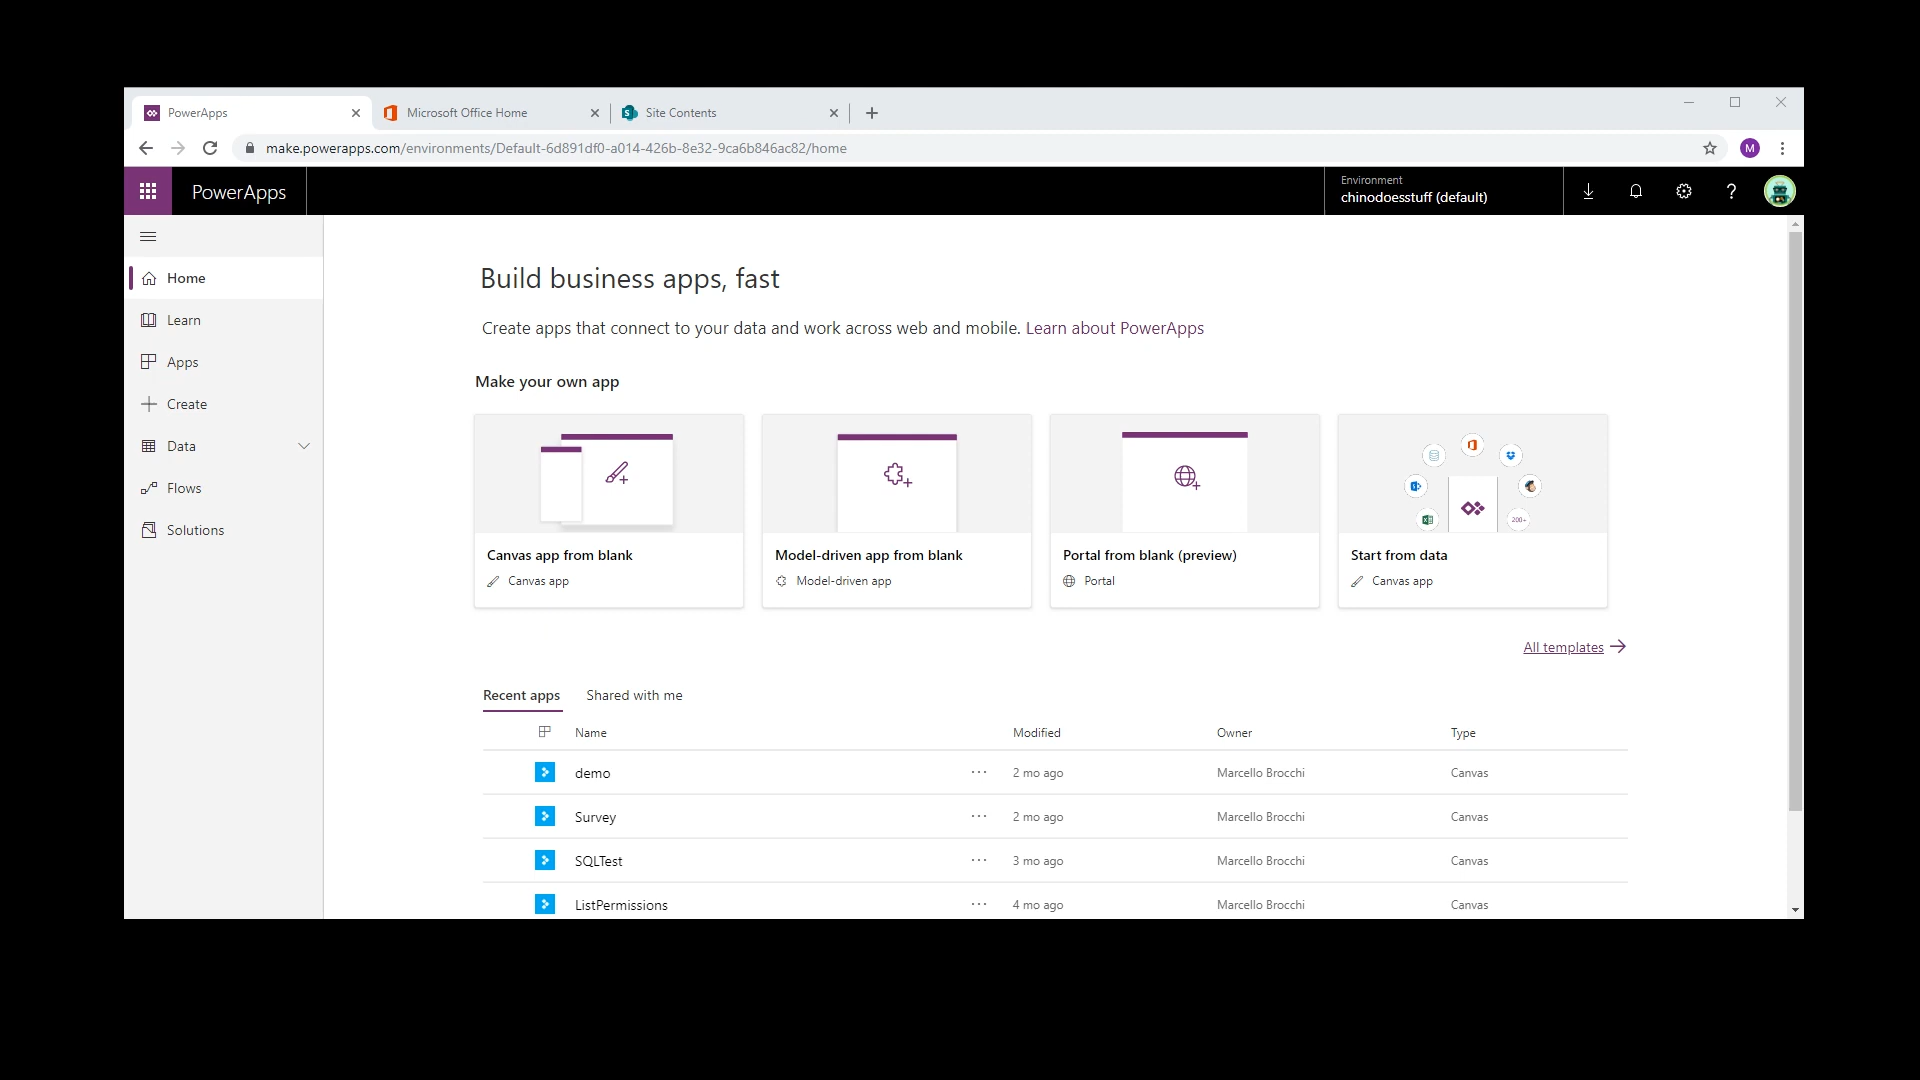 PowerApps
Microsoft Office Home
Site Contents
make.powerapps.com/environments/Default-6d891df0-a014-426b-8e32-9ca6b846ac82/home
M
PowerApps
Environment
chinodoesstuff (default)
Home
Learn
Apps
Create
Data
Flows
Solutions
Build business apps, fast
Create apps that connect to your data and work across web and mobile. Learn about PowerApps
Make your own app
200+
Canvas app from blank
Canvas app
Model-driven app from blank
Model-driven app
Portal from blank (preview)
Portal
Start from data
Canvas app
All templates
Recent apps Shared with me
Name Modified Owner Type
demo ... 2 mo ago Marcello Brocchi Canvas
Survey ... 2 mo ago Marcello Brocchi Canvas
SQLTest ... 3 mo ago Marcello Brocchi Canvas
ListPermissions ... 4 mo ago Marcello Brocchi Canvas